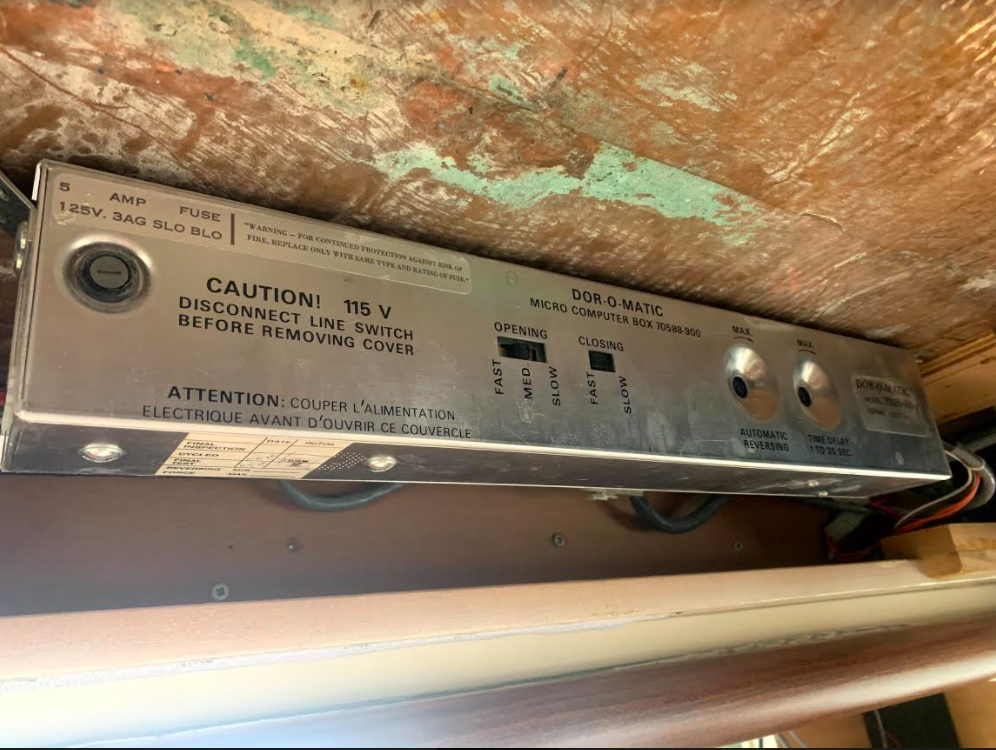 5 AMP FUSE
125V. 3AG SLO BLO
"WARNING – FOR CONTINUED PROTECTION AGAINST RISK OF
FIRE, REPLACE ONLY WITH SAME TYPE AND RATING OF FUSE."
CAUTION! 115 V
DISCONNECT LINE SWITCH
BEFORE REMOVING COVER
ATTENTION: COUPER L'ALIMENTATION
ELECTRIQUE AVANT D'OUVRIR CE COUVERCLE
DOR-O-MATIC
MICRO COMPUTER BOX 70588-900
OPENING
FAST
MED.
SLOW
CLOSING
FAST
SLOW
MAX.
AUTOMATIC
REVERSING
MAX.
TIME DELAY
1 TO 30 SEC.
DOR-O-MATIC
MODEL
SERIAL
FINAL INSPECTION
DATE
INITIAL
CYCLED
FINAL TEST
REVERSING FORCE
MAX.